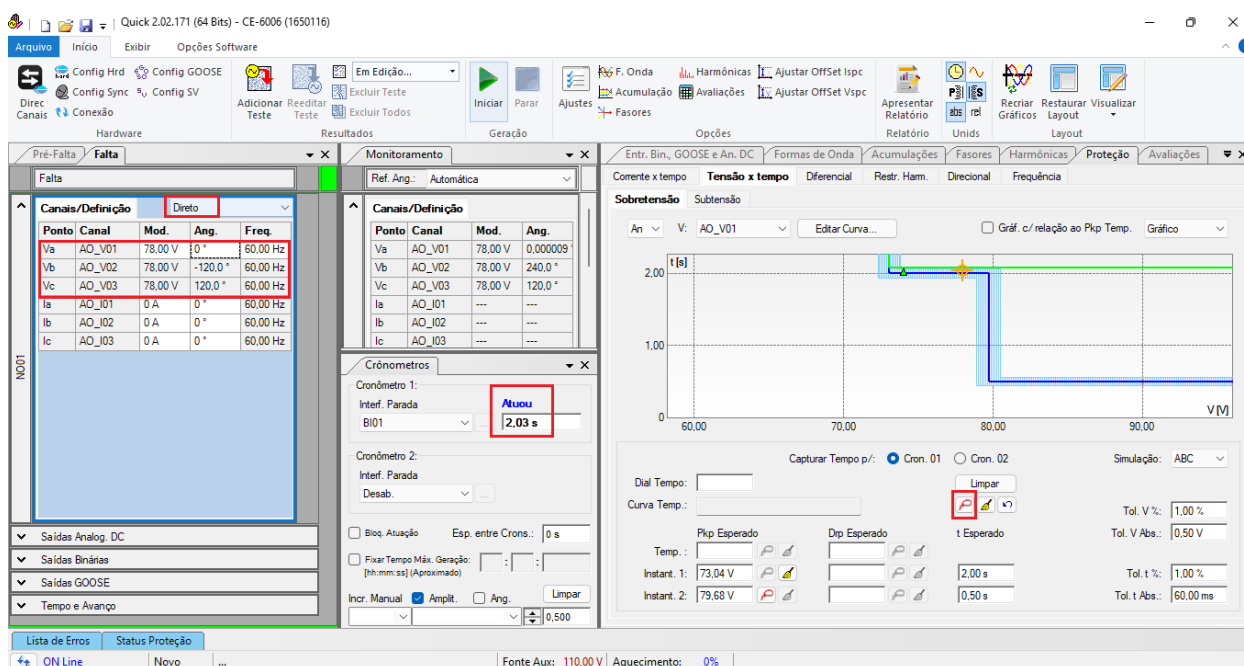 Quick 2.02.171 (64 Bits) - CE-6006 (1650116)
Arquivo Início Exibir Opções Software
Direc Canais
Config Hrd Config GOOSE
Config Sync Config SV
Conexão
Hardware
Adicionar Teste
Reeditar Teste
Em Edição...
Excluir Teste
Excluir Todos
Resultados
Iniciar Parar
Geração
Ajustes
F. Onda Harmônicas Ajustar OffSet Ispc
Acumulação Avaliações Ajustar OffSet Vspc
Fasores
Opções
Apresentar Relatório
Relatório
abs rel
Unids
Recriar Gráficos
Restaurar Layout
Visualizar
Layout
Pré-Falta Falta
Falta
Canais/Definição Direto
Ponto Canal Mod. Ang. Freq.
Va AO_V01 78,00 V 0 ° 60,00 Hz
Vb AO_V02 78,00 V -120,0 ° 60,00 Hz
Vc AO_V03 78,00 V 120,0 ° 60,00 Hz
Ia AO_I01 0 A 0 ° 60,00 Hz
Ib AO_I02 0 A 0 ° 60,00 Hz
Ic AO_I03 0 A 0 ° 60,00 Hz
NO01
Saídas Analog. DC
Saídas Binárias
Saídas GOOSE
Tempo e Avanço
Monitoramento
Ref. Ang.: Automática
Canais/Definição
Ponto Canal Mod. Ang.
Va AO_V01 78,00 V 0,000009 °
Vb AO_V02 78,00 V 240,0 °
Vc AO_V03 78,00 V 120,0 °
Ia AO_I01 --- ---
Ib AO_I02 --- ---
Ic AO_I03 --- ---
Crônometros
Cronômetro 1:
Interf. Parada Atuou
BI01 ... 2,03 s
Cronômetro 2:
Interf. Parada
Desab. ...
Bloq. Atuação Esp. entre Crons.: 0 s
Fixar Tempo Máx. Geração: : :
[hh:mm:ss] (Aproximado)
Incr. Manual Amplit. Ang. Limpar
0,500
Entr. Bin., GOOSE e An. DC Formas de Onda Acumulações Fasores Harmônicas Proteção Avaliações
Corrente x tempo Tensão x tempo Diferencial Restr. Harm. Direcional Frequência
Sobretensão Subtensão
An V: AO_V01 Editar Curva... Gráf. c/ relação ao Pkp Temp. Gráfico
t [s]
2,00
1,00
0
60,00 70,00 80,00 90,00
V [V]
Capturar Tempo p/: Cron. 01 Cron. 02 Simulação: ABC
Dial Tempo: Limpar
Curva Temp.: Tol. V %: 1,00 %
Pkp Esperado Drp Esperado t Esperado Tol. V Abs.: 0,50 V
Temp. :
Instant. 1: 73,04 V 2,00 s Tol. t %: 1,00 %
Instant. 2: 79,68 V 0,50 s Tol. t Abs.: 60,00 ms
Lista de Erros Status Proteção
ON Line Novo ... Fonte Aux: 110,00 V Aquecimento: 0%